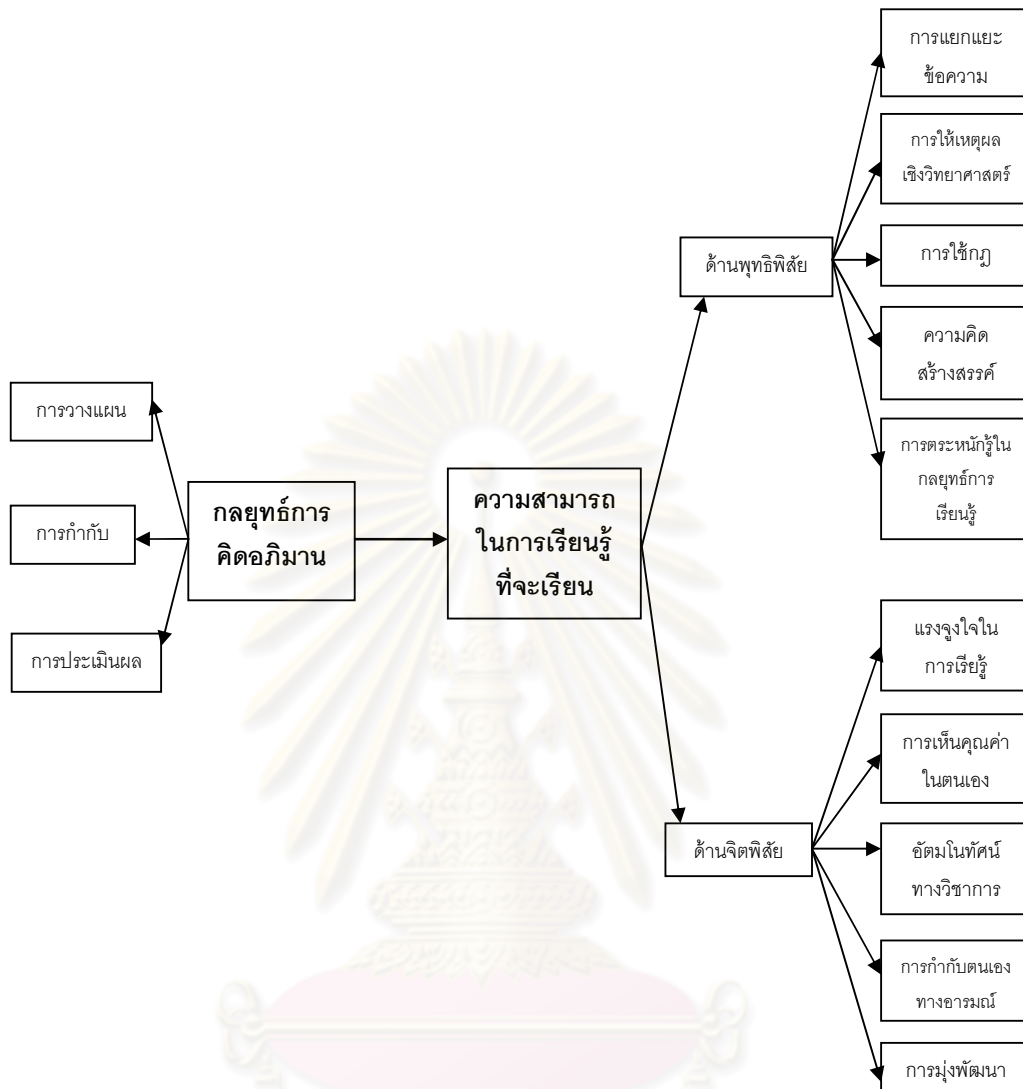 การวางแผน
การกำกับ
การประเมินผล
กลยุทธ์การ
คิดอภิมาน
ความสามารถ
ในการเรียนรู้
ที่จะเรียน
ด้านพุทธิพิสัย
การแยกแยะ
ข้อความ
การให้เหตุผล
เชิงวิทยาศาสตร์
การใช้กฎ
ความคิด
สร้างสรรค์
การตระหนักรู้ใน
กลยุทธ์การ
เรียนรู้
ด้านจิตพิสัย
แรงจูงใจใน
การเรียรู้
การเห็นคุณค่า
ในตนเอง
อัตมโนทัศน์
ทางวิชาการ
การกำกับตนเอง
ทางอารมณ์
การมุ่งพัฒนา